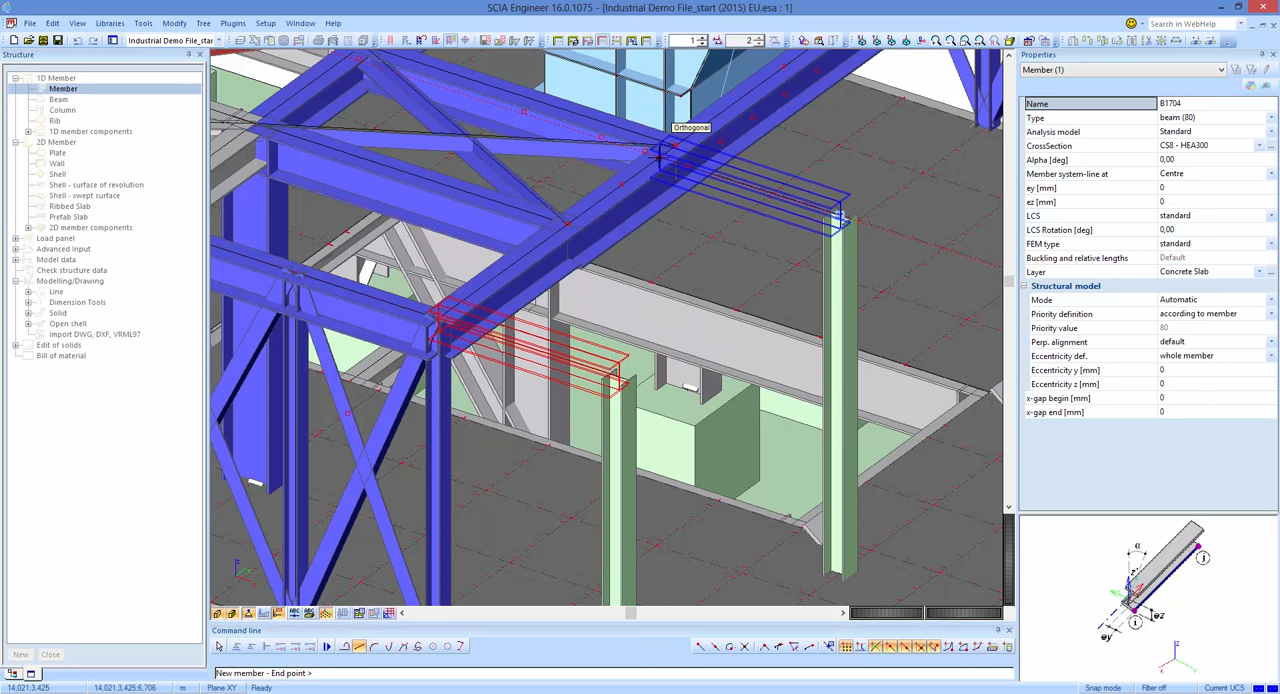 SCIA Engineer 16.0.1075 - [Industrial Demo File_start (2015) EU.esa : 1]
File Edit View Libraries Tools Modify Tree Plugins Setup Window Help
Search in WebHelp
Industrial Demo File_star
1
2
Structure
1D Member
Member
Beam
Column
Rib
1D member components
2D Member
Plate
Wall
Shell
Shell - surface of revolution
Shell - swept surface
Ribbed Slab
Prefab Slab
2D member components
Load panel
Advanced Input
Model data
Check structure data
Modelling/Drawing
Line
Dimension Tools
Solid
Open shell
Import DWG, DXF, VRML97
Edit of solids
Bill of material
New Close
Orthogonal
Properties
Member (1)
Name B1704
Type beam (80)
Analysis model Standard
CrossSection CS8 - HEA300
Alpha [deg] 0,00
Member system-line at Centre
ey [mm] 0
ez [mm] 0
LCS standard
LCS Rotation [deg] 0,00
FEM type standard
Buckling and relative lengths Default
Layer Concrete Slab
Structural model
Mode Automatic
Priority definition according to member
Priority value 80
Perp. alignment default
Eccentricity def. whole member
Eccentricity y [mm] 0
Eccentricity z [mm] 0
x-gap begin [mm] 0
x-gap end [mm] 0
α
z
j
i
ey
ez
z
x
Command line
New member - End point >
14,021;3,425 14,021;3,425;6,706 m Plane XY Ready Snap mode Filter off Current UCS